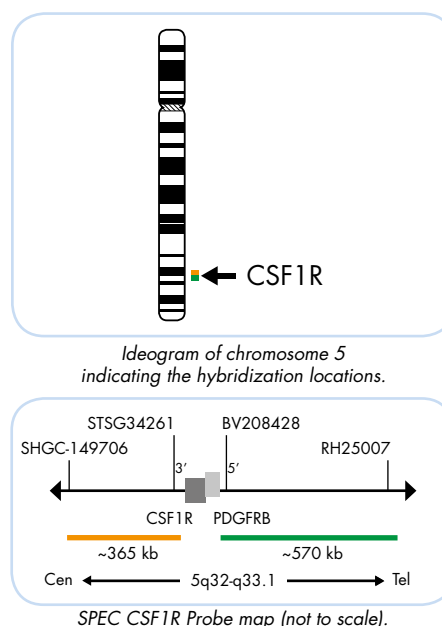 CSF1R
Ideogram of chromosome 5
indicating the hybridization locations.
STSG34261 BV208428
SHGC-149706 RH25007
3’ 5’
CSF1R PDGFRB
~365 kb ~570 kb
Cen 5q32-q33.1 Tel
SPEC CSF1R Probe map (not to scale).